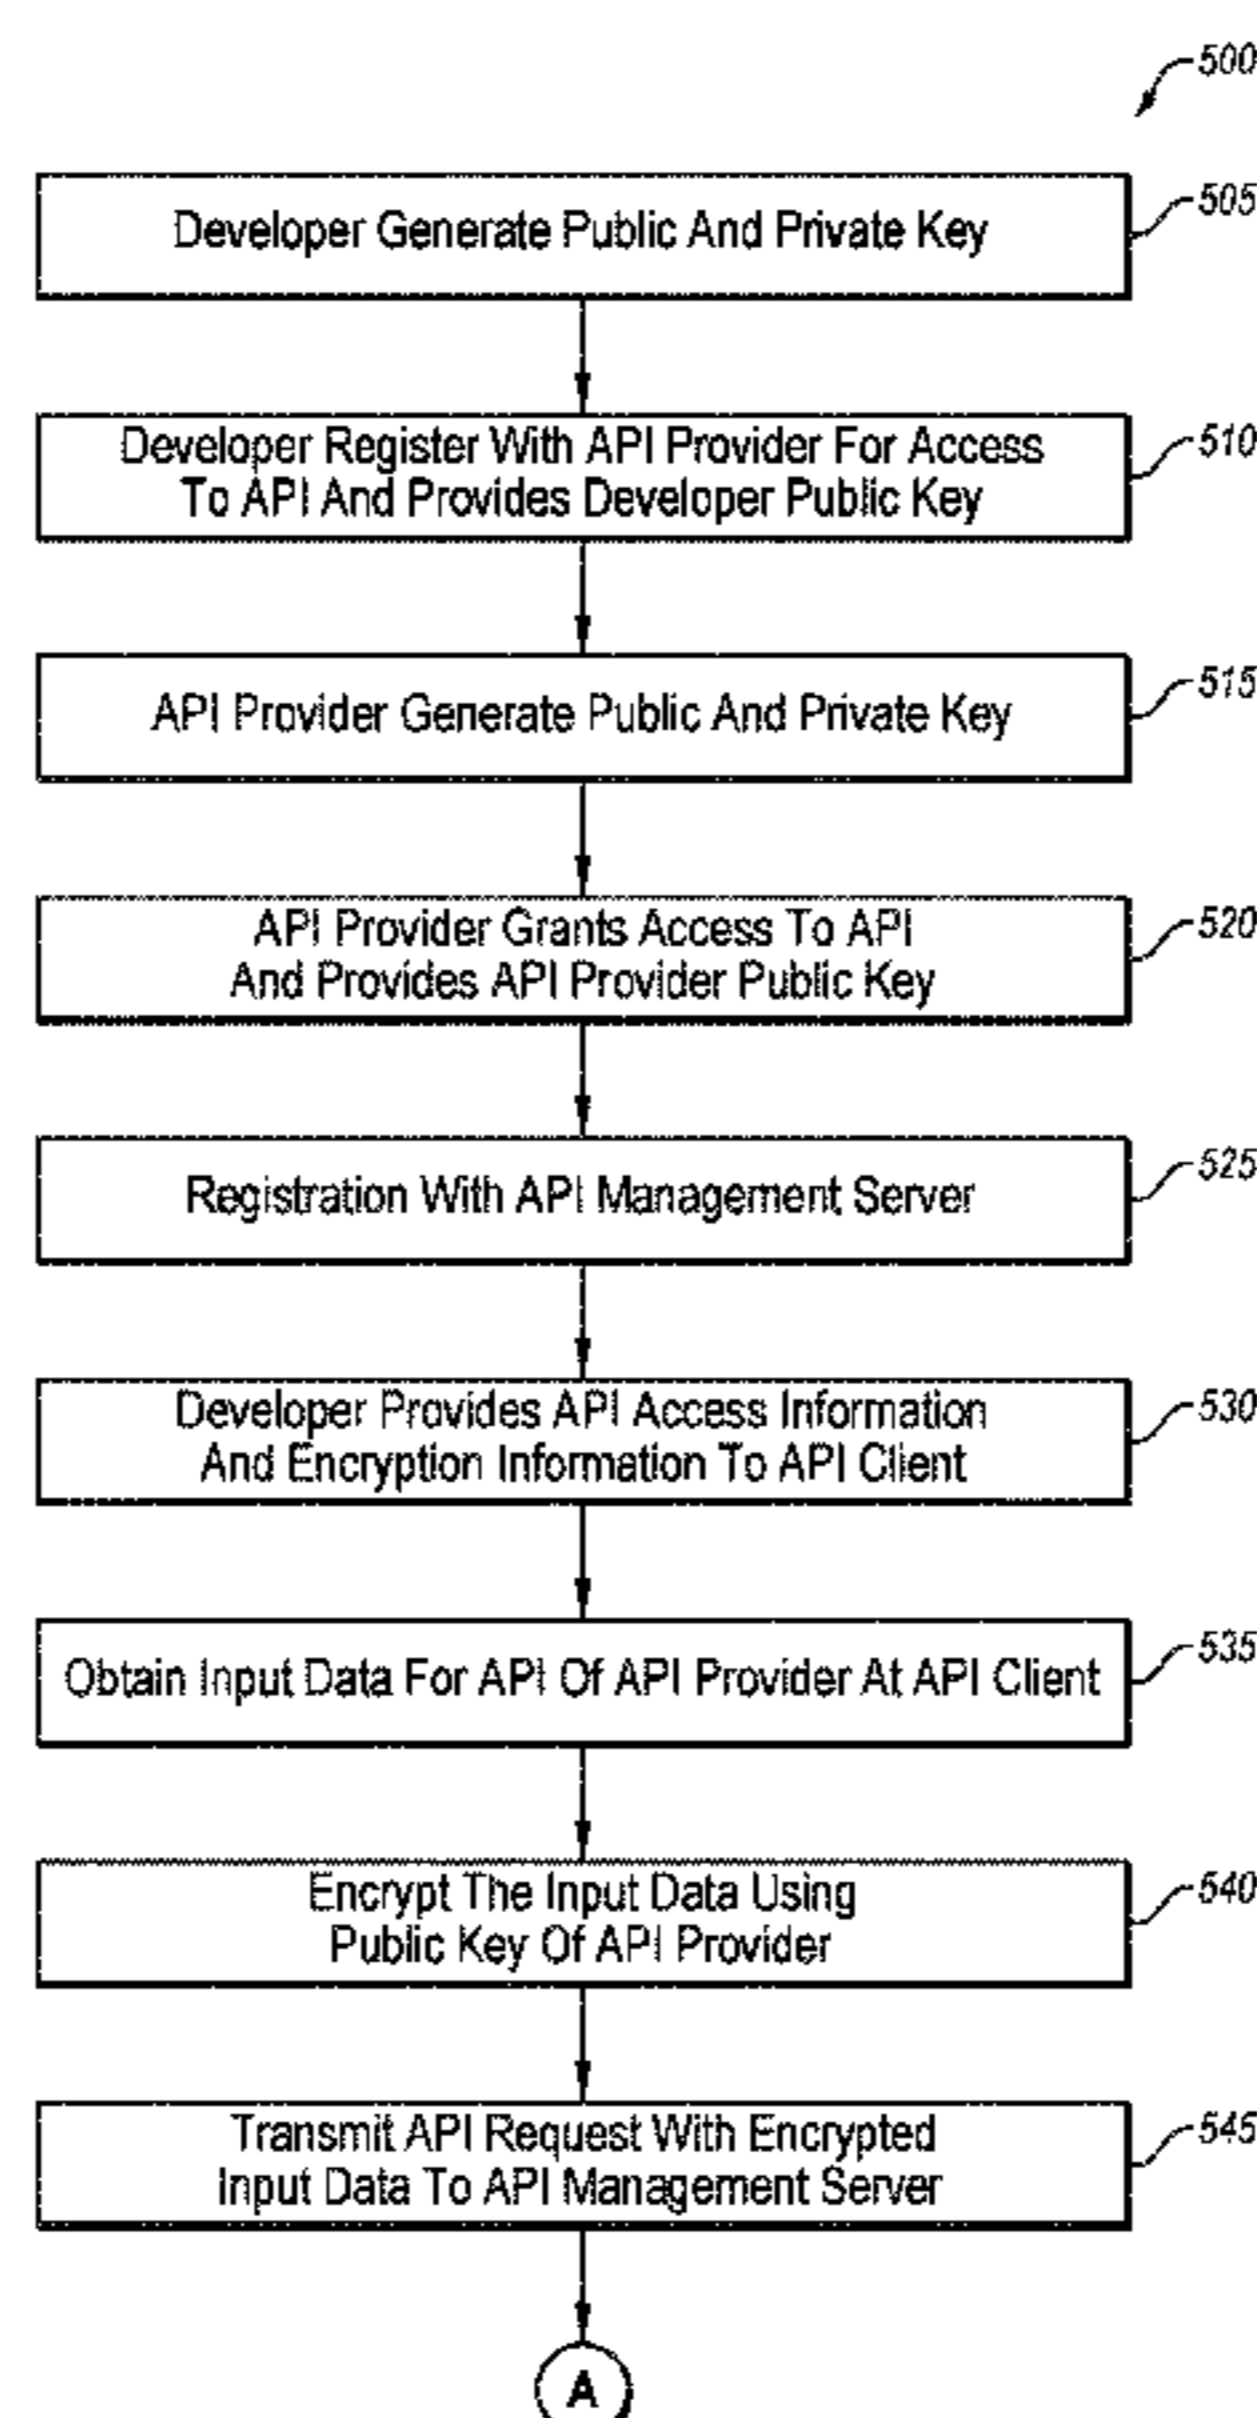 500
Developer Generate Public And Private Key
505
Developer Register With API Provider For Access
To API And Provides Developer Public Key
510
API Provider Generate Public And Private Key
515
API Provider Grants Access To API
And Provides API Provider Public Key
520
Registration With API Management Server
525
Developer Provides API Access Information
And Encryption Information To API Client
530
Obtain Input Data For API Of API Provider At API Client
535
Encrypt The Input Data Using
Public Key Of API Provider
540
Transmit API Request With Encrypted
Input Data To API Management Server
545
A